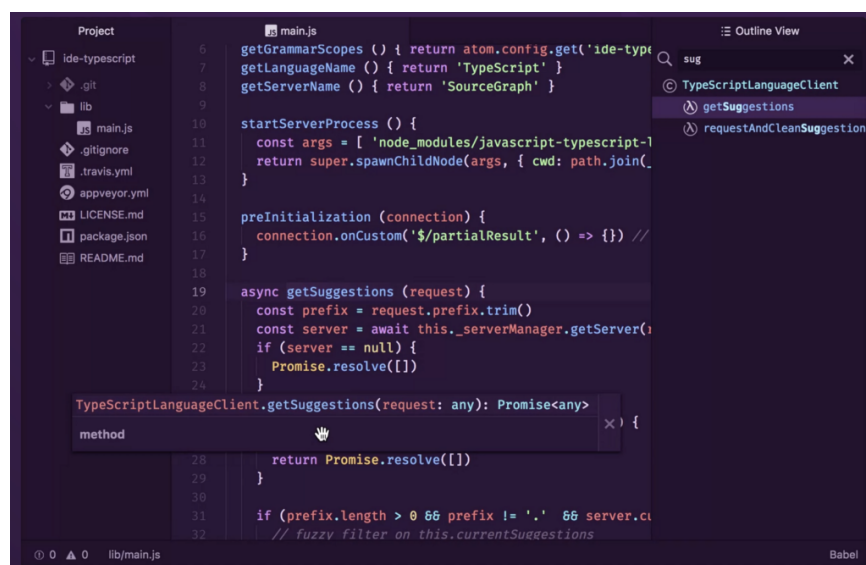 Project
ide-typescript
.git
lib
main.js
.gitignore
.travis.yml
appveyor.yml
LICENSE.md
package.json
README.md
main.js
6 getGrammarScopes () { return atom.config.get('ide-type
7 getLanguageName () { return 'TypeScript' }
8 getServerName () { return 'SourceGraph' }
9
10 startServerProcess () {
11 const args = [ 'node_modules/javascript-typescript-l
12 return super.spawnChildNode(args, { cwd: path.join(_
13 }
14
15 preInitialization (connection) {
16 connection.onCustom('$/partialResult', () => {}) //
17 }
18
19 async getSuggestions (request) {
20 const prefix = request.prefix.trim()
21 const server = await this._serverManager.getServer(r
22 if (server == null) {
23 Promise.resolve([])
24 }
TypeScriptLanguageClient.getSuggestions(request: any): Promise<any>
method
) {
28 return Promise.resolve([])
29 }
30
31 if (prefix.length > 0 && prefix != '.' && server.cu
32 // fuzzy filter on this.currentSuggestions
Outline View
sug
TypeScriptLanguageClient
getSuggestions
requestAndCleanSuggestion
0 0 lib/main.js
Babel